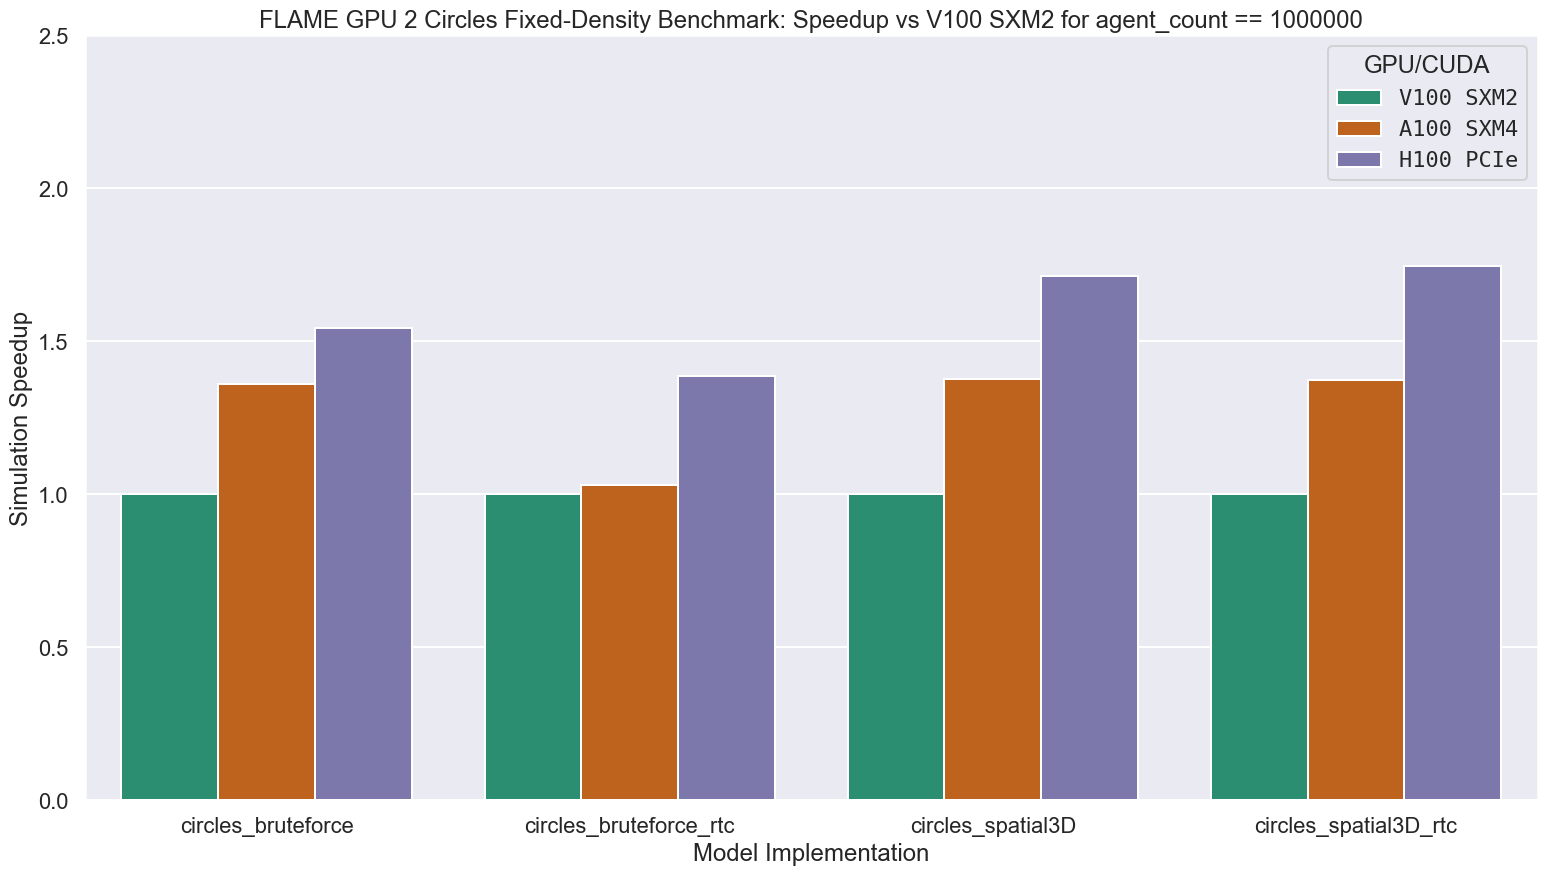 FLAME GPU 2 Circles Fixed-Density Benchmark: Speedup vs V100 SXM2 for agent_count == 1000000
GPU/CUDA
V100 SXM2
A100 SXM4
H100 PCIe
Simulation Speedup
2.5
2.0
1.5
1.0
0.5
0.0
circles_bruteforce
circles_bruteforce_rtc
circles_spatial3D
circles_spatial3D_rtc
Model Implementation